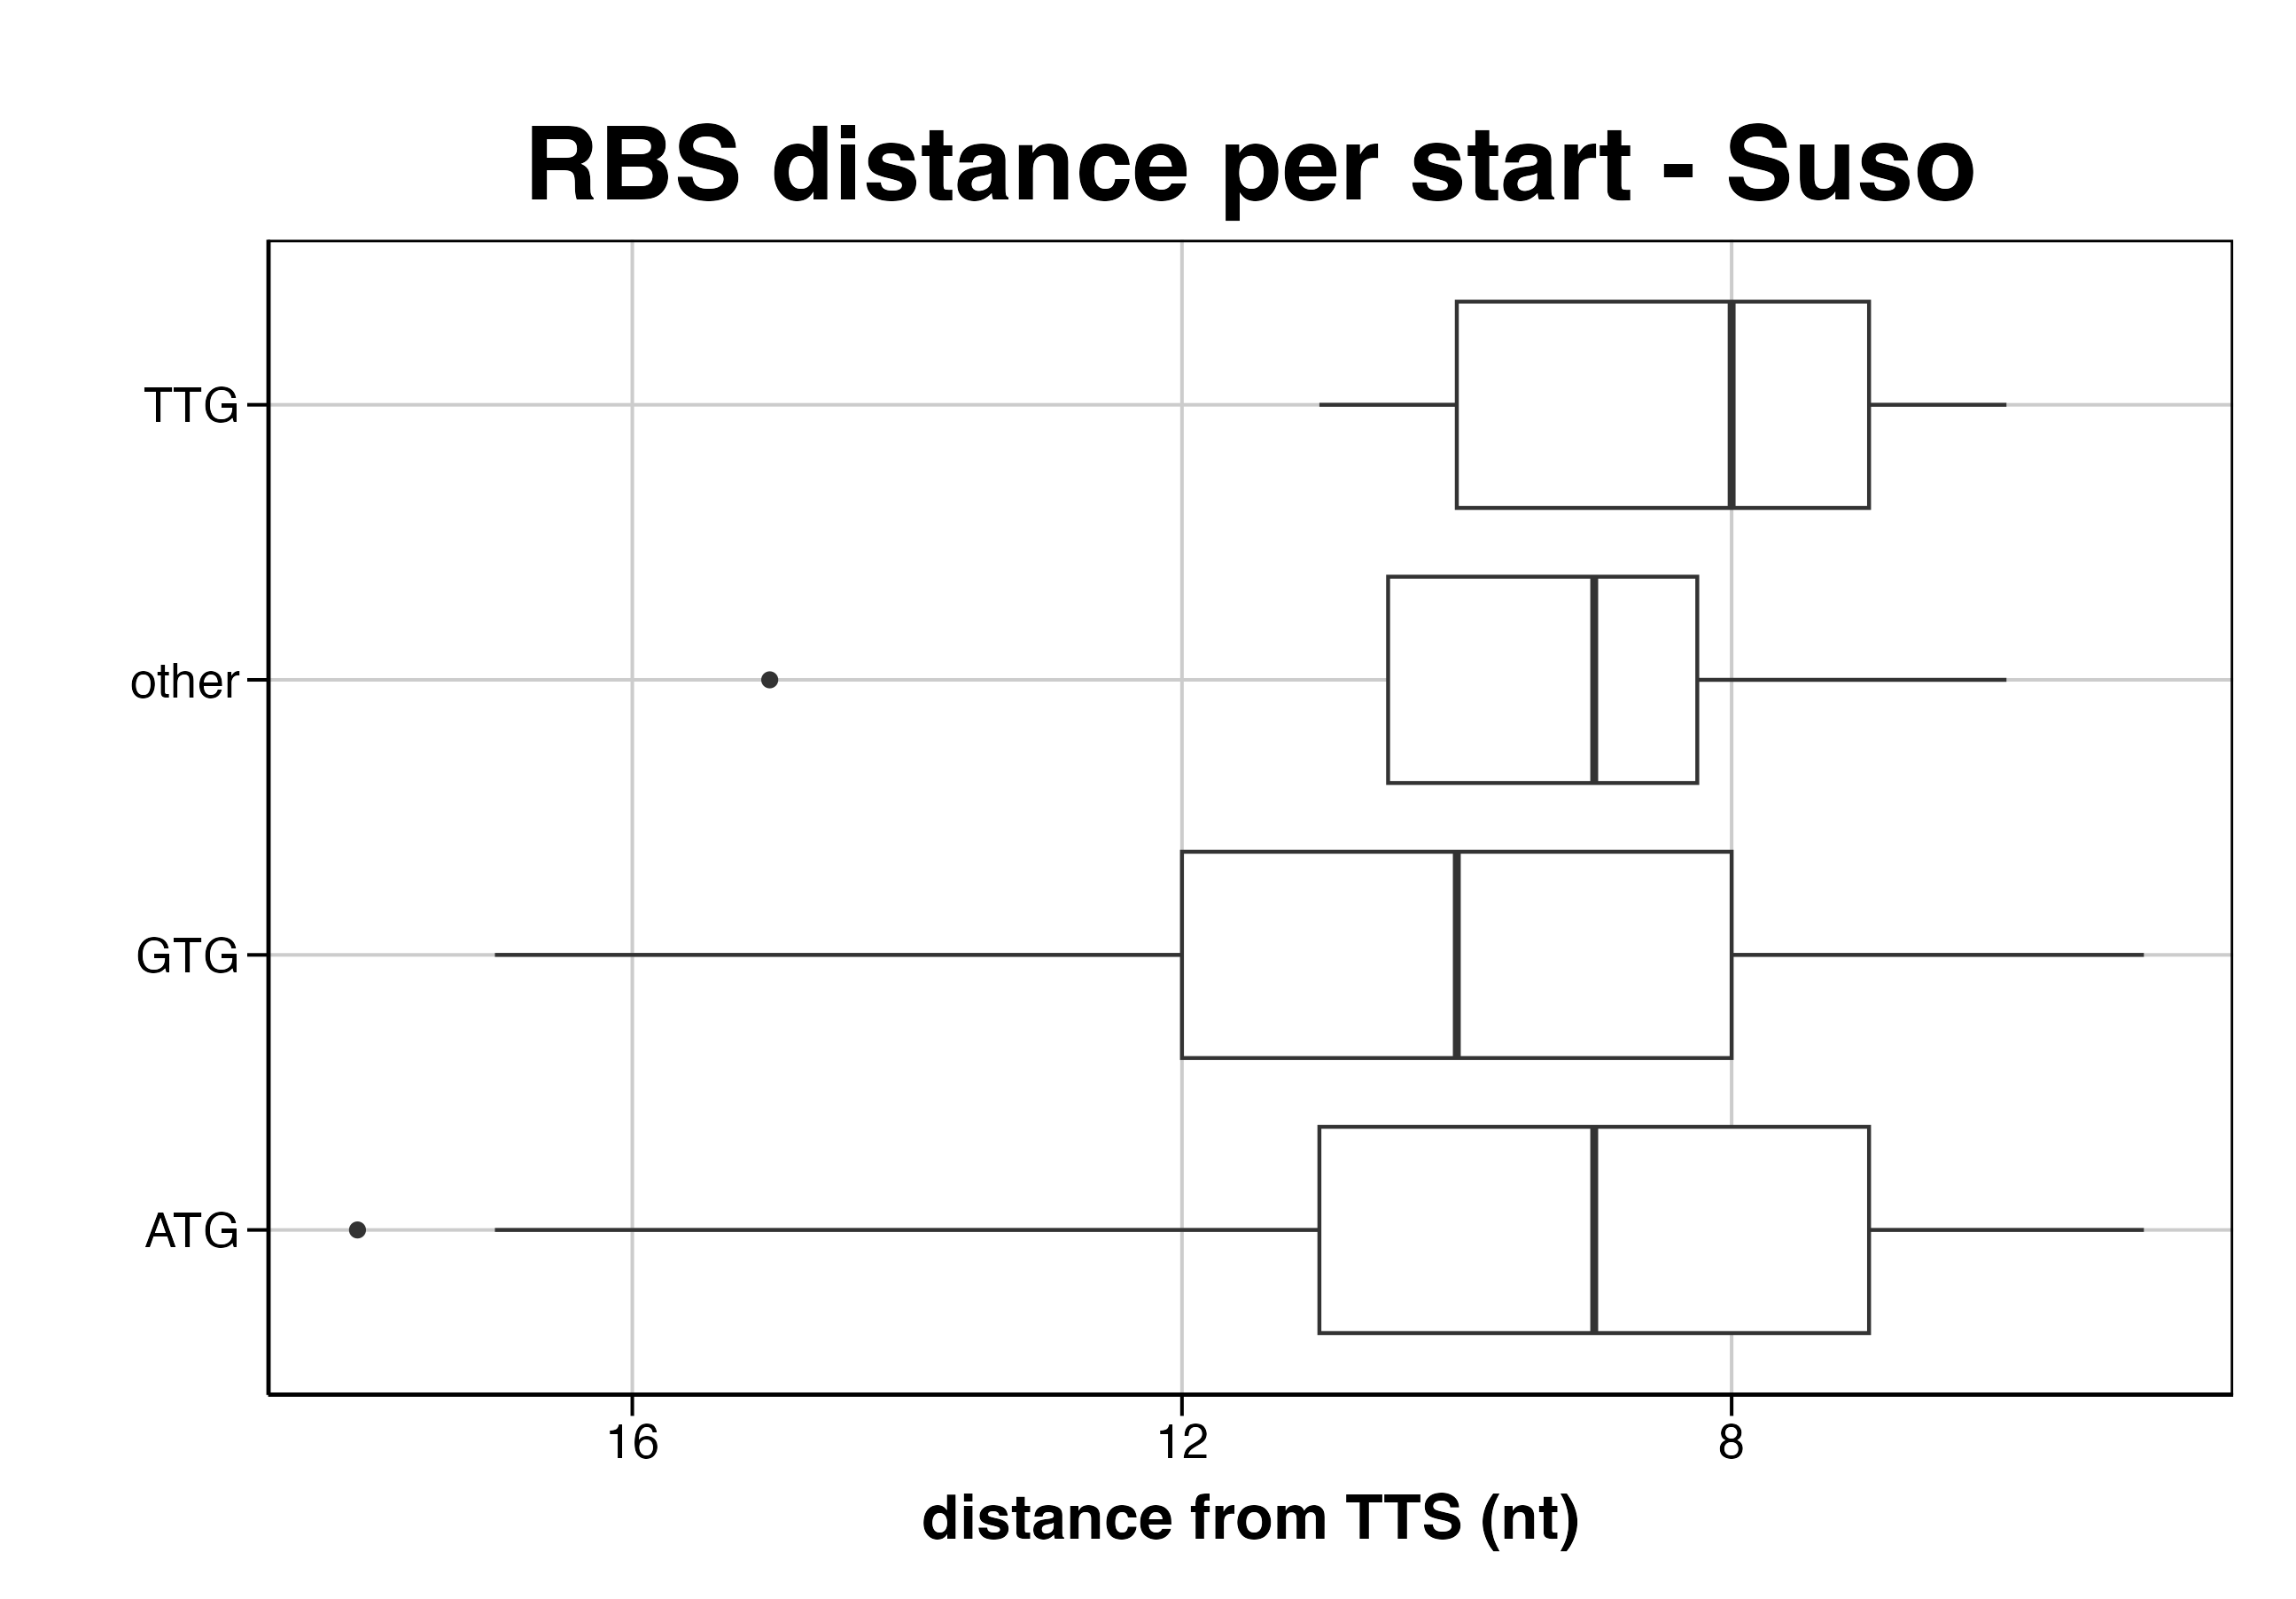 RBS distance per start - Suso
TTG
other
GTG
ATG
16 12 8
distance from TTS (nt)